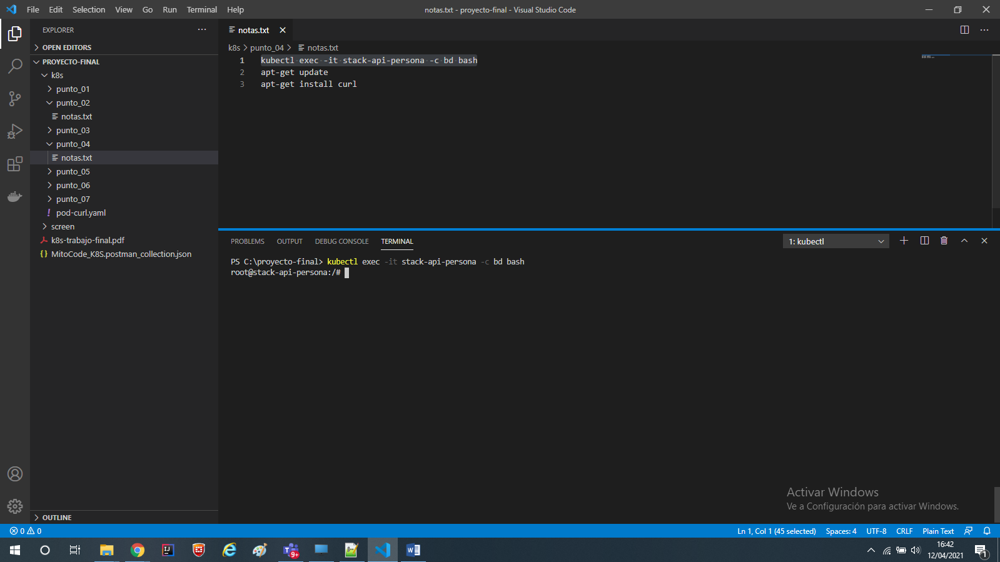 File Edit Selection View Go Run Terminal Help
notas.txt - proyecto-final - Visual Studio Code
EXPLORER
OPEN EDITORS
PROYECTO-FINAL
k8s
punto_01
punto_02
notas.txt
punto_03
punto_04
notas.txt
punto_05
punto_06
punto_07
! pod-curl.yaml
screen
k8s-trabajo-final.pdf
{} MitoCode_K8S.postman_collection.json
OUTLINE
notas.txt
k8s > punto_04 > notas.txt
1 kubectl exec -it stack-api-persona -c bd bash
2 apt-get update
3 apt-get install curl
PROBLEMS OUTPUT DEBUG CONSOLE TERMINAL
1: kubectl
PS C:\proyecto-final> kubectl exec -it stack-api-persona -c bd bash
root@stack-api-persona:/#
Activar Windows
Ve a Configuración para activar Windows.
0 0
Ln 1, Col 1 (45 selected) Spaces: 4 UTF-8 CRLF Plain Text
9+
16:42
12/04/2021
1